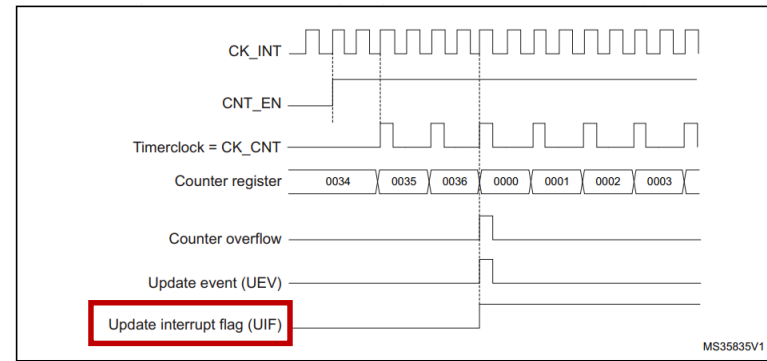 CK_INT
CNT_EN
Timerclock = CK_CNT
Counter register 0034 0035 0036 0000 0001 0002 0003
Counter overflow
Update event (UEV)
Update interrupt flag (UIF)
MS35835V1